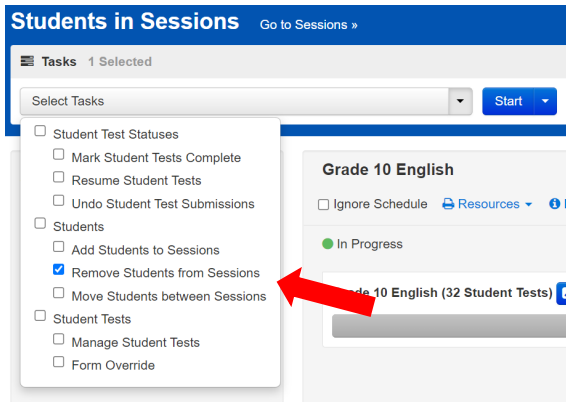 Students in Sessions Go to Sessions »
Tasks 1 Selected
Select Tasks
Start
Student Test Statuses
Mark Student Tests Complete
Resume Student Tests
Undo Student Test Submissions
Students
Add Students to Sessions
Remove Students from Sessions
Move Students between Sessions
Student Tests
Manage Student Tests
Form Override
Grade 10 English
Ignore Schedule Resources
In Progress
10 English (32 Student Tests)